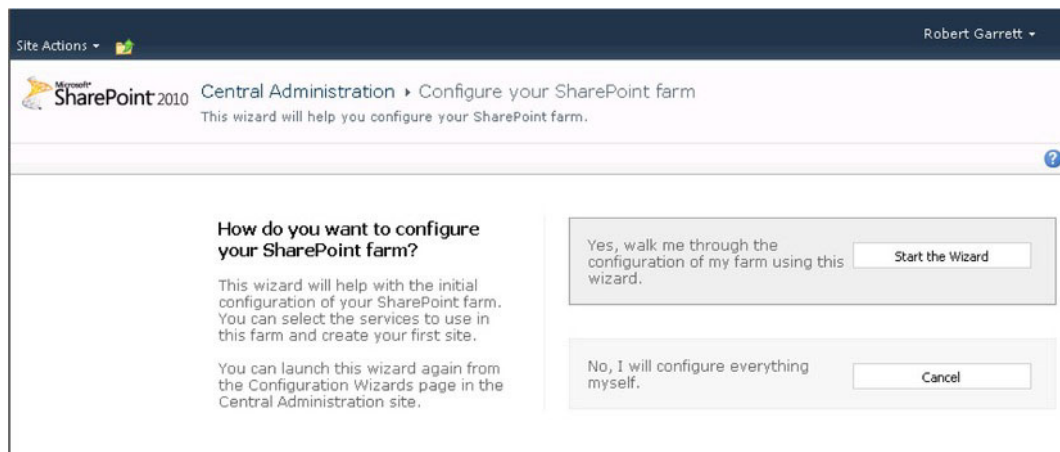 Robert Garrett
Site Actions
Microsoft
SharePoint 2010
Central Administration ▸ Configure your SharePoint farm
This wizard will help you configure your SharePoint farm.
?
How do you want to configure
your SharePoint farm?
This wizard will help with the initial
configuration of your SharePoint farm.
You can select the services to use in
this farm and create your first site.
You can launch this wizard again from
the Configuration Wizards page in the
Central Administration site.
Yes, walk me through the
configuration of my farm using this
wizard.
Start the Wizard
No, I will configure everything
myself.
Cancel